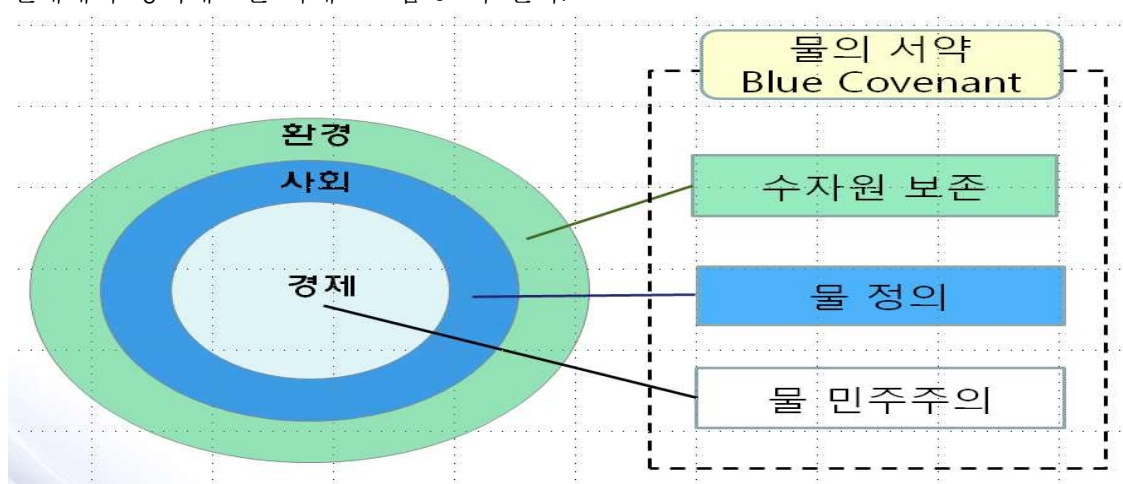 물의 서약
Blue Covenant
환경
사회
경제
수자원 보존
물 정의
물 민주주의